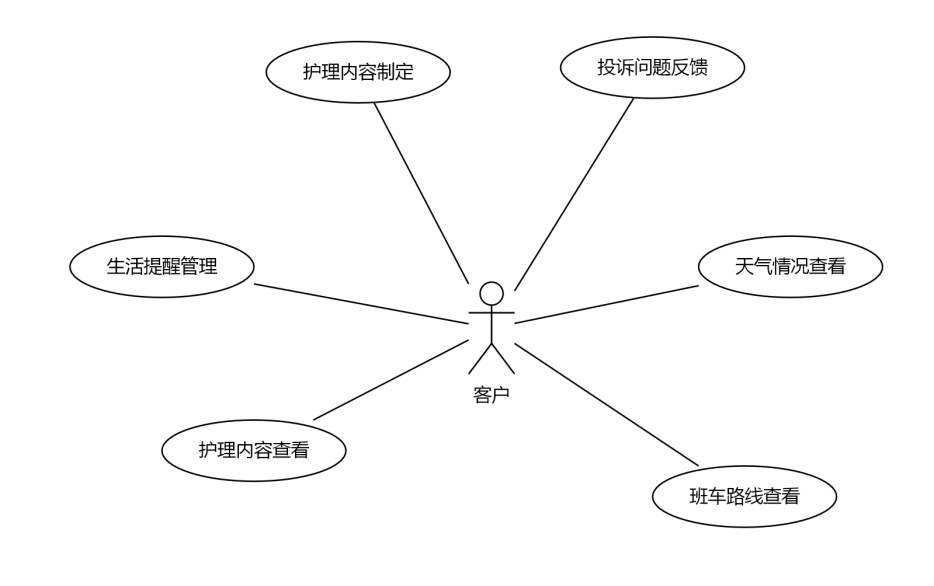 护理内容制定
投诉问题反馈
生活提醒管理
天气情况查看
客户
护理内容查看
班车路线查看